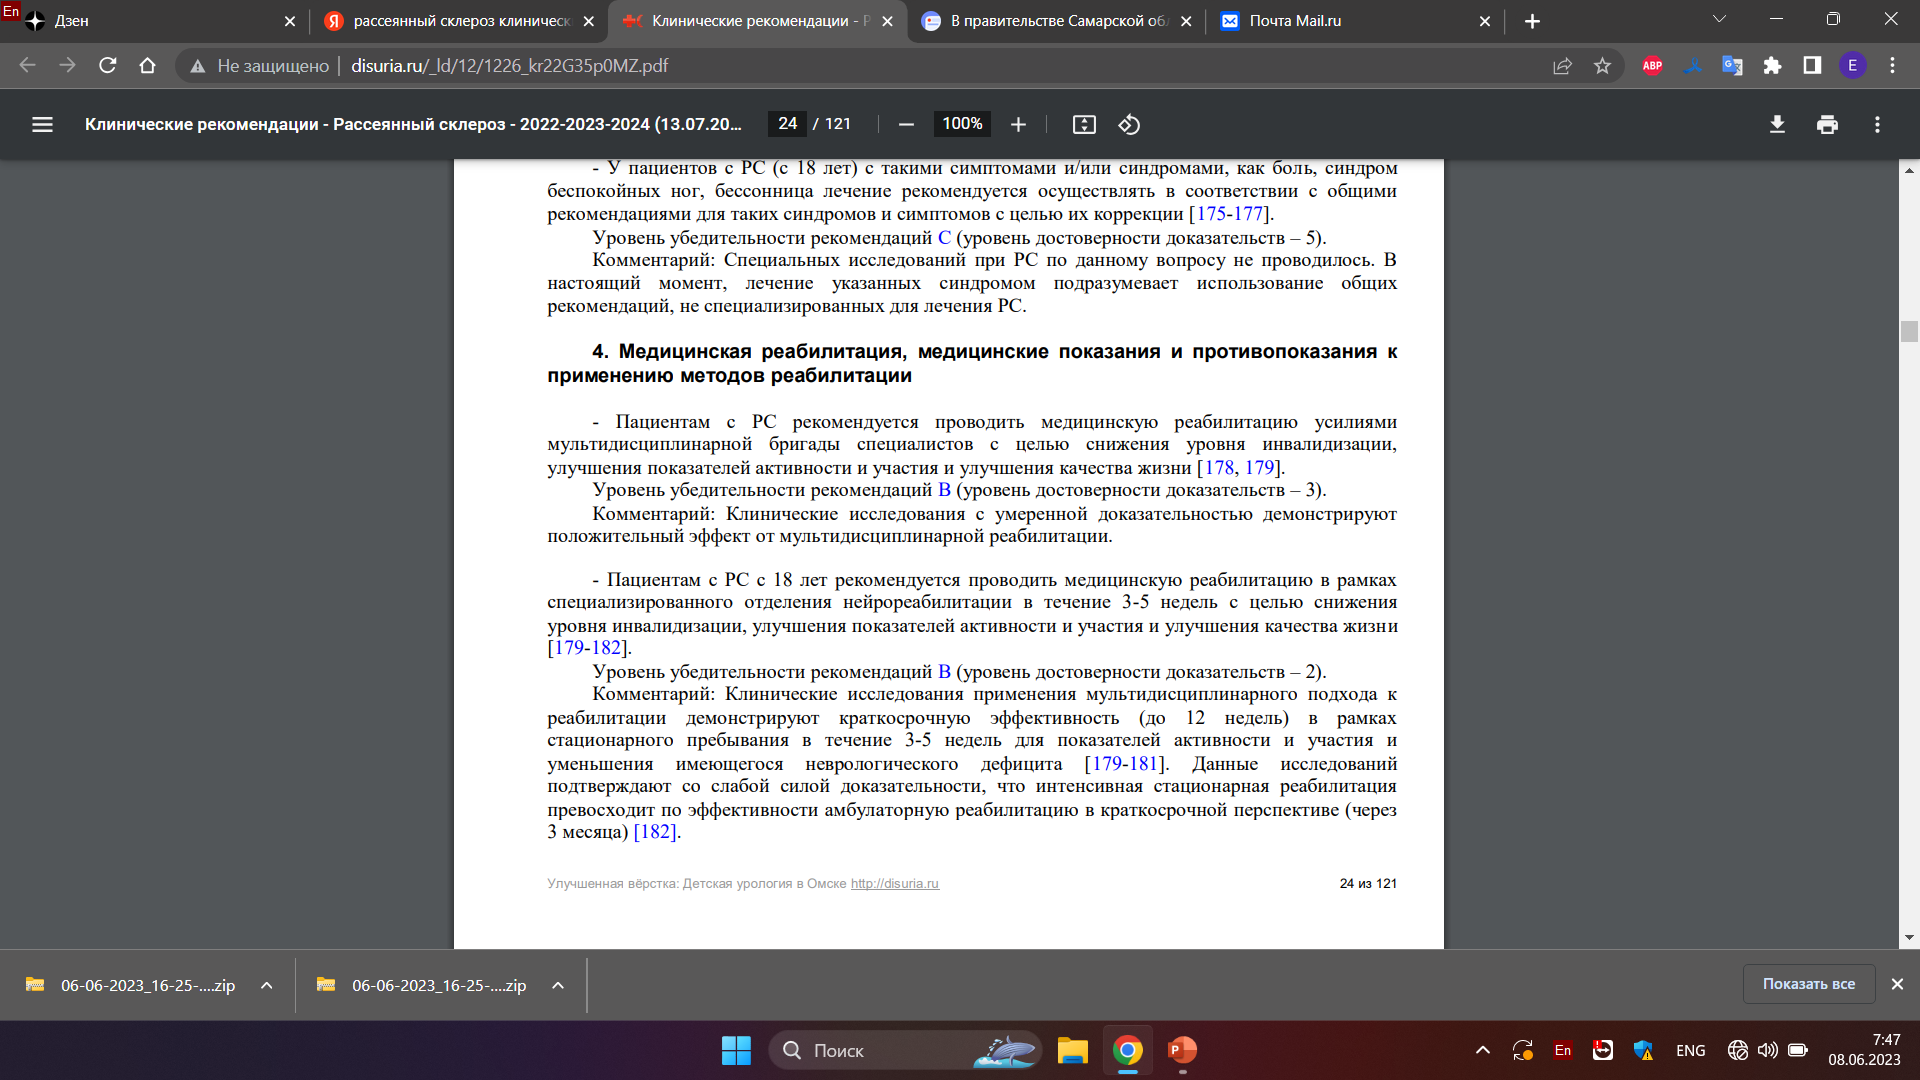 En
Дзен
рассеянный склероз клиническ
Клинические рекомендации - Р
В правительстве Самарской обл
Почта Mail.ru
Не защищено
disuria.ru/_ld/12/1226_kr22G35p0MZ.pdf
ABP
E
Клинические рекомендации - Рассеянный склероз - 2022-2023-2024 (13.07.20...
24 / 121
100%
- У пациентов с РС (с 18 лет) с такими симптомами и/или синдромами, как боль, синдром
беспокойных ног, бессонница лечение рекомендуется осуществлять в соответствии с общими
рекомендациями для таких синдромов и симптомов с целью их коррекции [175-177].
Уровень убедительности рекомендаций C (уровень достоверности доказательств – 5).
Комментарий: Специальных исследований при РС по данному вопросу не проводилось. В
настоящий момент, лечение указанных синдромом подразумевает использование общих
рекомендаций, не специализированных для лечения РС.
4. Медицинская реабилитация, медицинские показания и противопоказания к
применению методов реабилитации
- Пациентам с РС рекомендуется проводить медицинскую реабилитацию усилиями
мультидисциплинарной бригады специалистов с целью снижения уровня инвалидизации,
улучшения показателей активности и участия и улучшения качества жизни [178, 179].
Уровень убедительности рекомендаций B (уровень достоверности доказательств – 3).
Комментарий: Клинические исследования с умеренной доказательностью демонстрируют
положительный эффект от мультидисциплинарной реабилитации.
- Пациентам с РС с 18 лет рекомендуется проводить медицинскую реабилитацию в рамках
специализированного отделения нейрореабилитации в течение 3-5 недель с целью снижения
уровня инвалидизации, улучшения показателей активности и участия и улучшения качества жизни
[179-182].
Уровень убедительности рекомендаций B (уровень достоверности доказательств – 2).
Комментарий: Клинические исследования применения мультидисциплинарного подхода к
реабилитации демонстрируют краткосрочную эффективность (до 12 недель) в рамках
стационарного пребывания в течение 3-5 недель для показателей активности и участия и
уменьшения имеющегося неврологического дефицита [179-181]. Данные исследований
подтверждают со слабой силой доказательности, что интенсивная стационарная реабилитация
превосходит по эффективности амбулаторную реабилитацию в краткосрочной перспективе (через
3 месяца) [182].
Улучшенная вёрстка: Детская урология в Омске http://disuria.ru
24 из 121
06-06-2023_16-25-....zip
06-06-2023_16-25-....zip
Показать все
Поиск
En
ENG
7:47
08.06.2023